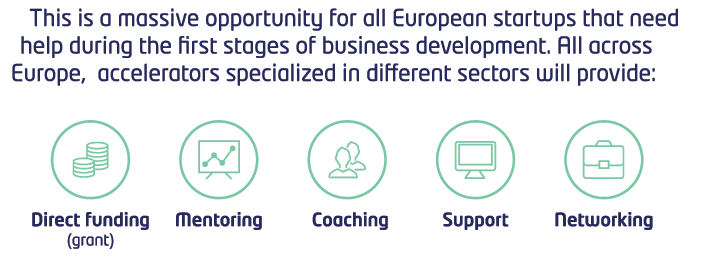 This is a massive opportunity for all European startups that need
help during the first stages of business development. All across
Europe,  accelerators specialized in different sectors will provide:
Direct funding Mentoring Coaching Support Networking
(grant)